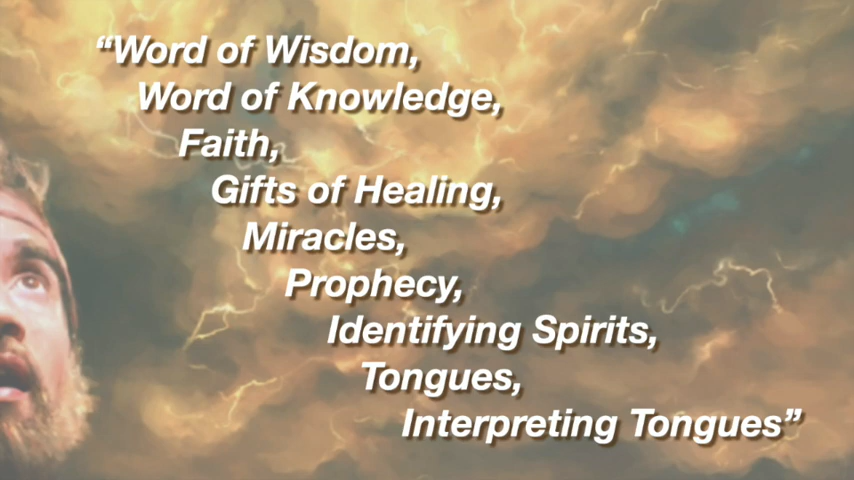 “Word of Wisdom,
Word of Knowledge,
Faith,
Gifts of Healing,
Miracles,
Prophecy,
Identifying Spirits,
Tongues,
Interpreting Tongues”